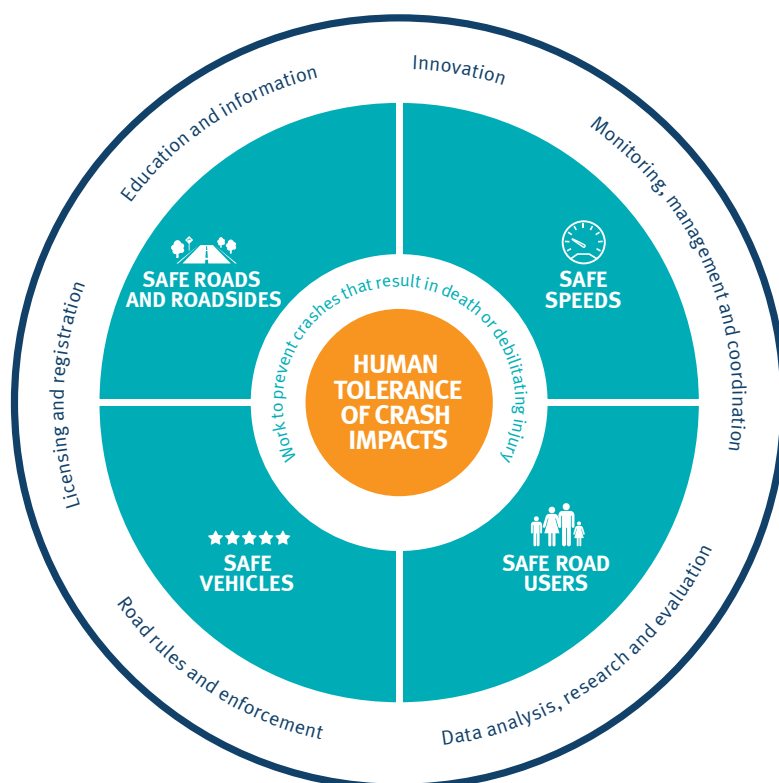 Innovation
Education and information
Monitoring, management and coordination
SAFE ROADS
AND ROADSIDES
SAFE
SPEEDS
Work to prevent crashes that result in death or debilitating injury
HUMAN
TOLERANCE
OF CRASH
IMPACTS
Licensing and registration
SAFE
VEHICLES
SAFE ROAD
USERS
Road rules and enforcement
Data analysis, research and evaluation